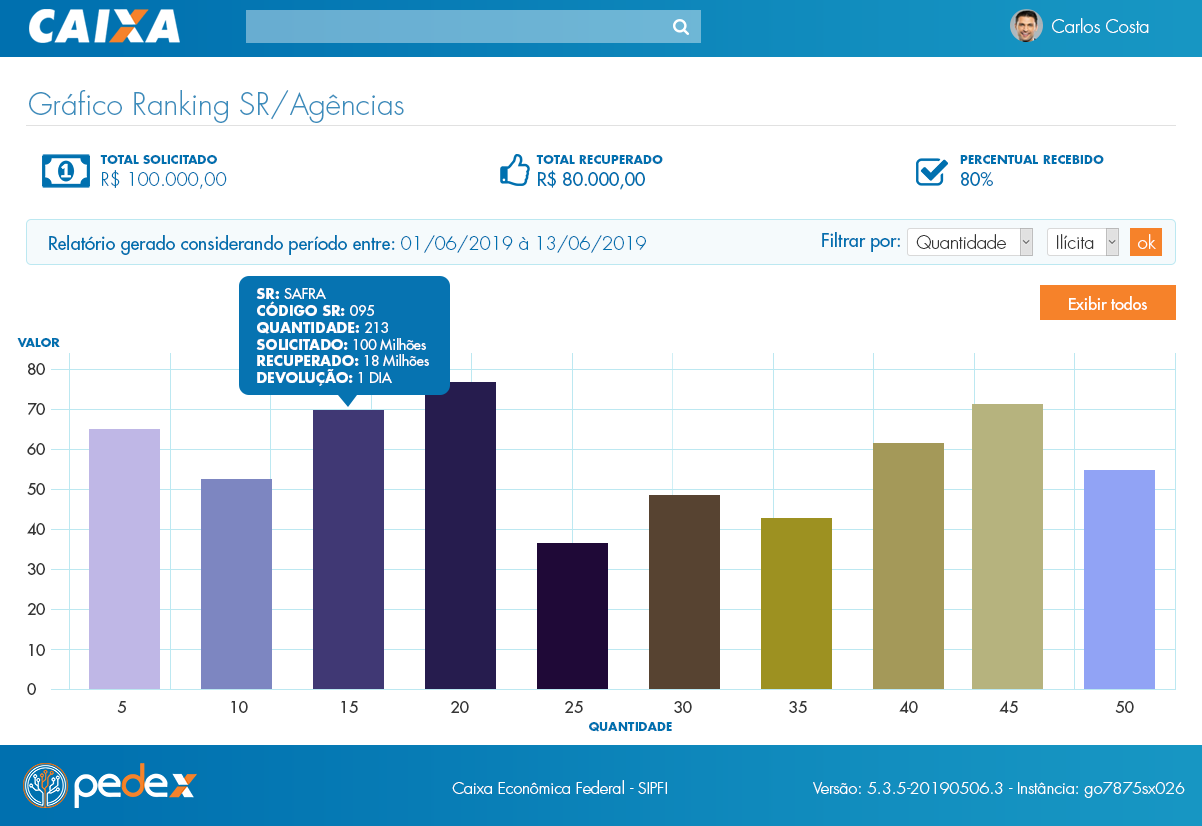 CAIXA
Carlos Costa
Gráfico Ranking SR/Agências
TOTAL SOLICITADO
R$ 100.000,00
TOTAL RECUPERADO
R$ 80.000,00
PERCENTUAL RECEBIDO
80%
Relatório gerado considerando período entre: 01/06/2019 à 13/06/2019
Filtrar por: Quantidade Ilícita ok
Exibir todos
SR: SAFRA
CÓDIGO SR: 095
QUANTIDADE: 213
SOLICITADO: 100 Milhões
RECUPERADO: 18 Milhões
DEVOLUÇÃO: 1 DIA
VALOR
80
70
60
50
40
30
20
10
0
5 10 15 20 25 30 35 40 45 50
QUANTIDADE
pedex
Caixa Econômica Federal - SIPFI
Versão: 5.3.5-20190506.3 - Instância: go7875sx026